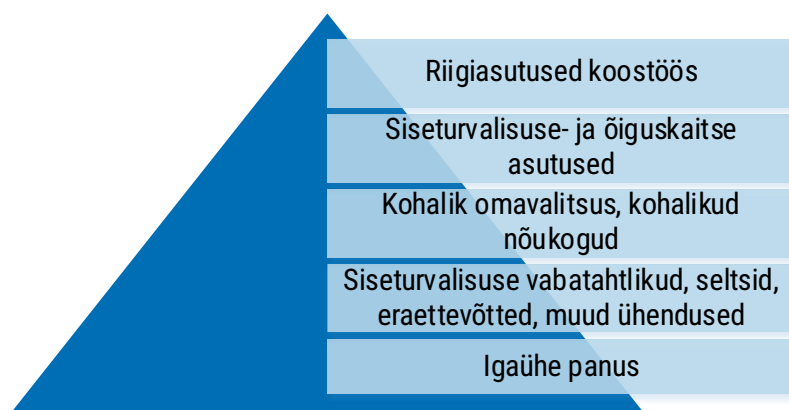 Riigiasutused koostöös
Siseturvalisuse- ja õiguskaitse
asutused
Kohalik omavalitsus, kohalikud
nõukogud
Siseturvalisuse vabatahtlikud, seltsid,
eraettevõtted, muud ühendused
Igaühe panus